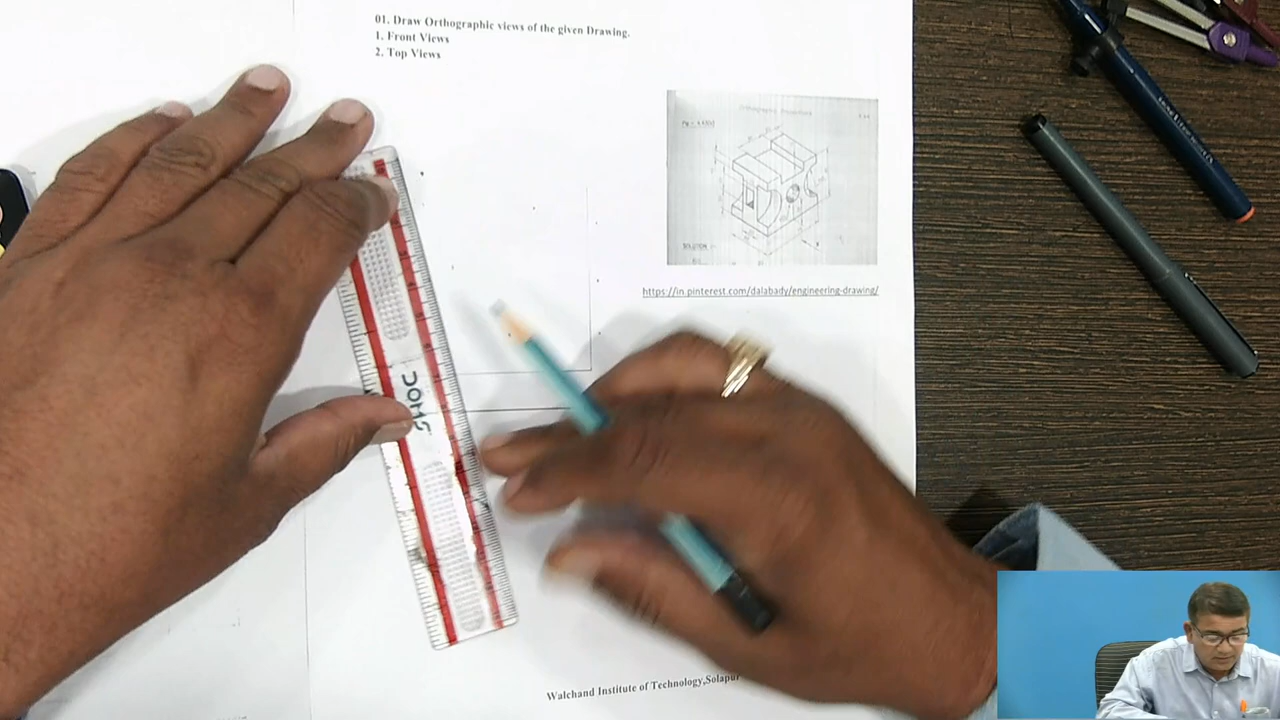 01. Draw Orthographic views of the given Drawing.
1. Front Views
2. Top Views
https://in.pinterest.com/dalabady/engineering-drawing/
DOMS
Walchand Institute of Technology,Solapur